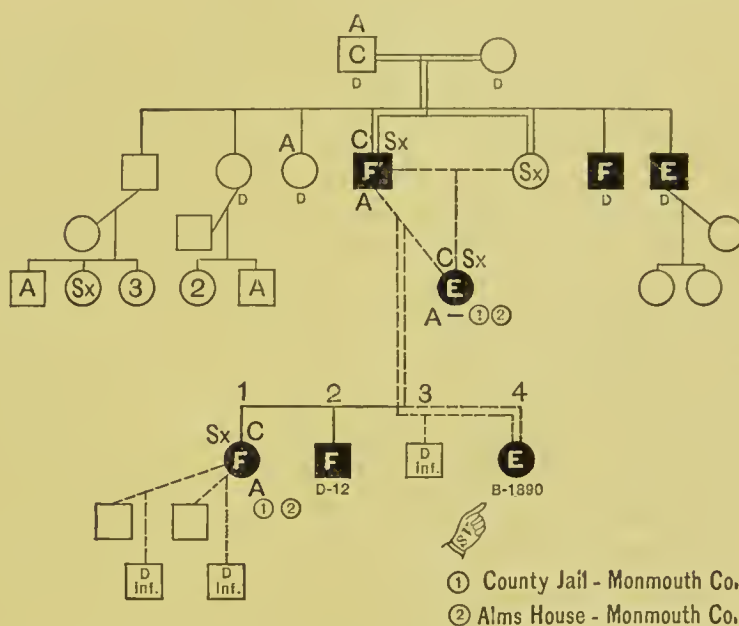 A
C
D D
A C Sx Sx
F F E
D D A D D
C Sx
A Sx 3 2 A E
A – ① ②
1 2 3 4
Sx C
F F D Inf. E
A D-12 B-1890
① ②
D Inf. D Inf.
① County Jail - Monmouth Co.
② Alms House - Monmouth Co.